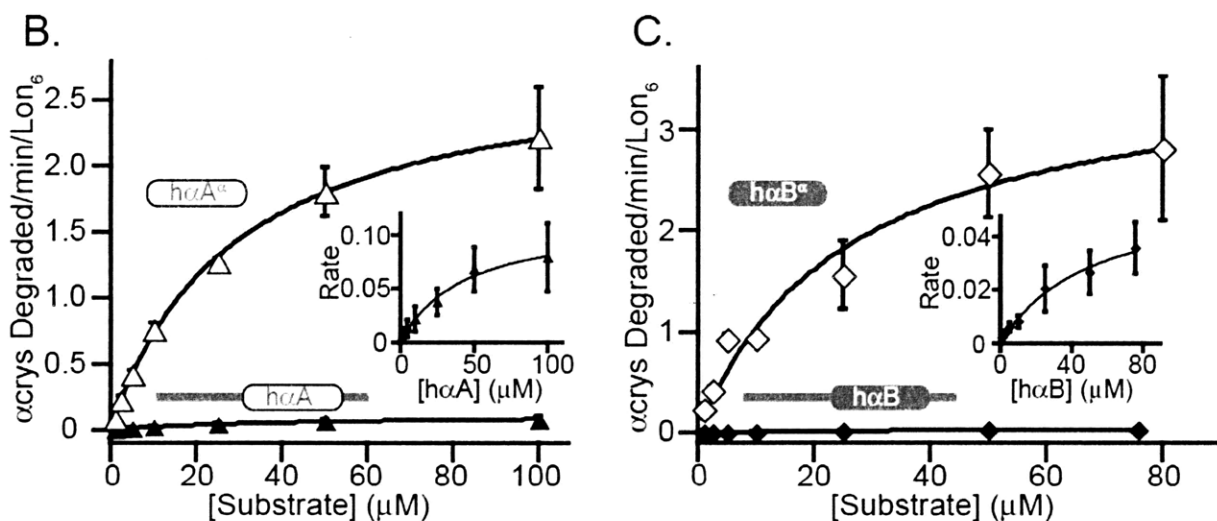 B.
αcrys Degraded/min/Lon₆
2.5
2.0
1.5
1.0
0.5
0
hαAᵅ
hαA
Rate
0.10
0.05
0
0
50
100
[hαA] (μM)
0
20
40
60
80
100
[Substrate] (μM)
C.
αcrys Degraded/min/Lon₆
3
2
1
0
hαBᵅ
hαB
Rate
0.04
0.02
0
0
40
80
[hαB] (μM)
0
20
40
60
80
[Substrate] (μM)